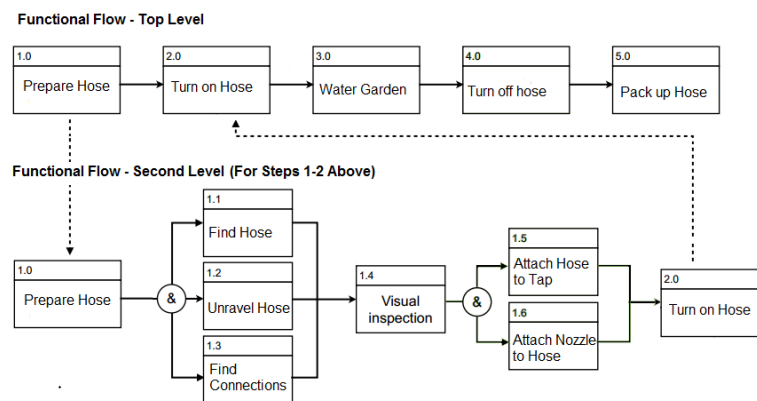 Functional Flow - Top Level
1.0
Prepare Hose
2.0
Turn on Hose
3.0
Water Garden
4.0
Turn off hose
5.0
Pack up Hose
Functional Flow - Second Level (For Steps 1-2 Above)
1.0
Prepare Hose
&
1.1
Find Hose
1.2
Unravel Hose
1.3
Find
Connections
1.4
Visual
inspection
&
1.5
Attach Hose
to Tap
1.6
Attach Nozzle
to Hose
2.0
Turn on Hose